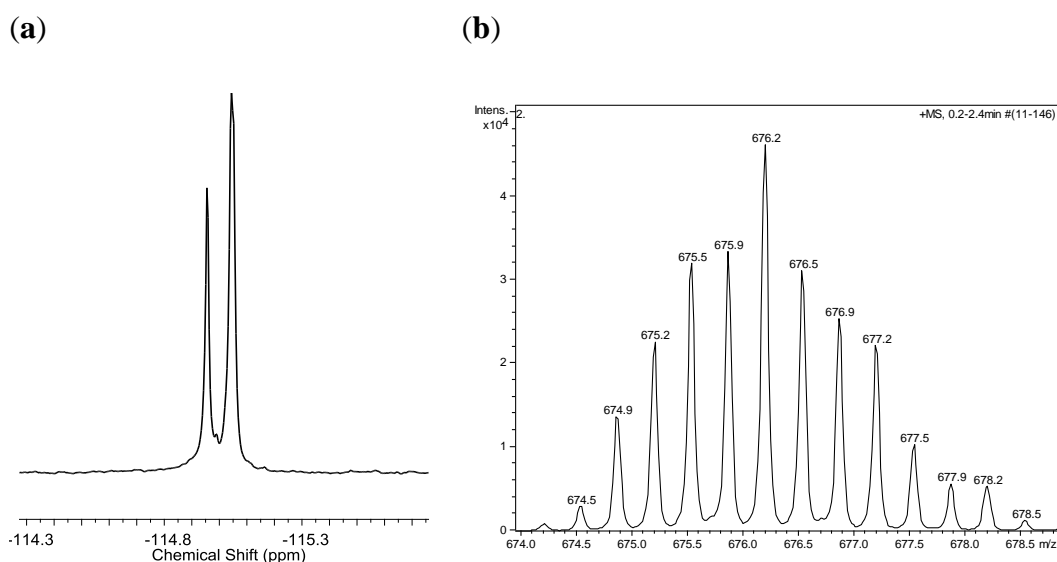 (a)
(b)
Intens.
x10⁴
2.
+MS, 0.2-2.4min #(11-146)
676.2
4
675.9
675.5
676.5
3
676.9
675.2
677.2
2
674.9
677.5
1
677.9
678.2
674.5
678.5
0
674.0 674.5 675.0 675.5 676.0 676.5 677.0 677.5 678.0 678.5 m/z
-114.3 -114.8 -115.3
Chemical Shift (ppm)